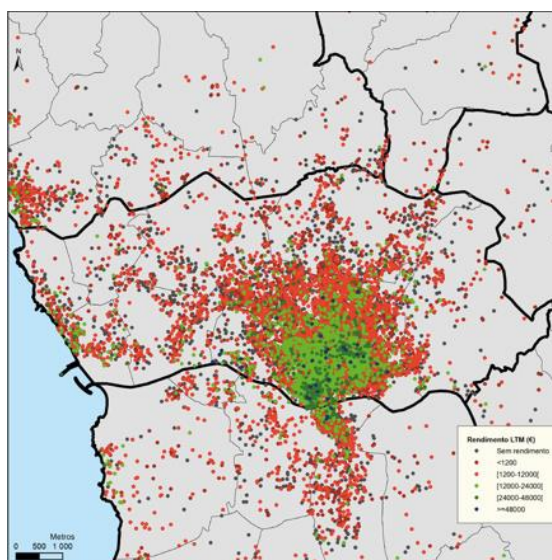 N
Rendimento LTM (€)
Sem rendimento
<1200
[1200-12000[
[12000-24000[
[24000-48000[
>=48000
Metros
0 500 1 000